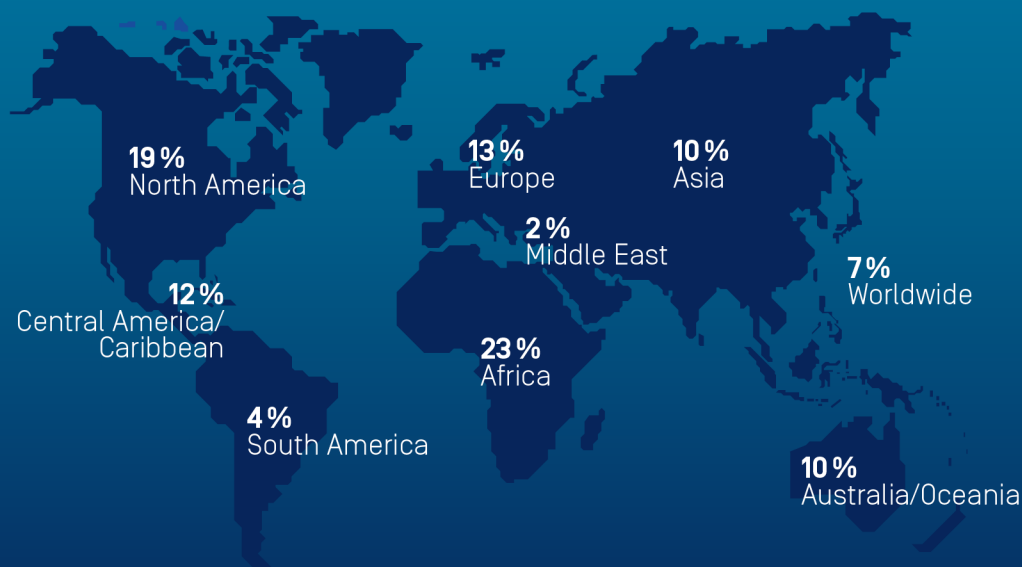 19 %
North America
13 %
Europe
10 %
Asia
2 %
Middle East
7 %
Worldwide
12 %
Central America/
Caribbean
23 %
Africa
4 %
South America
10 %
Australia/Oceania